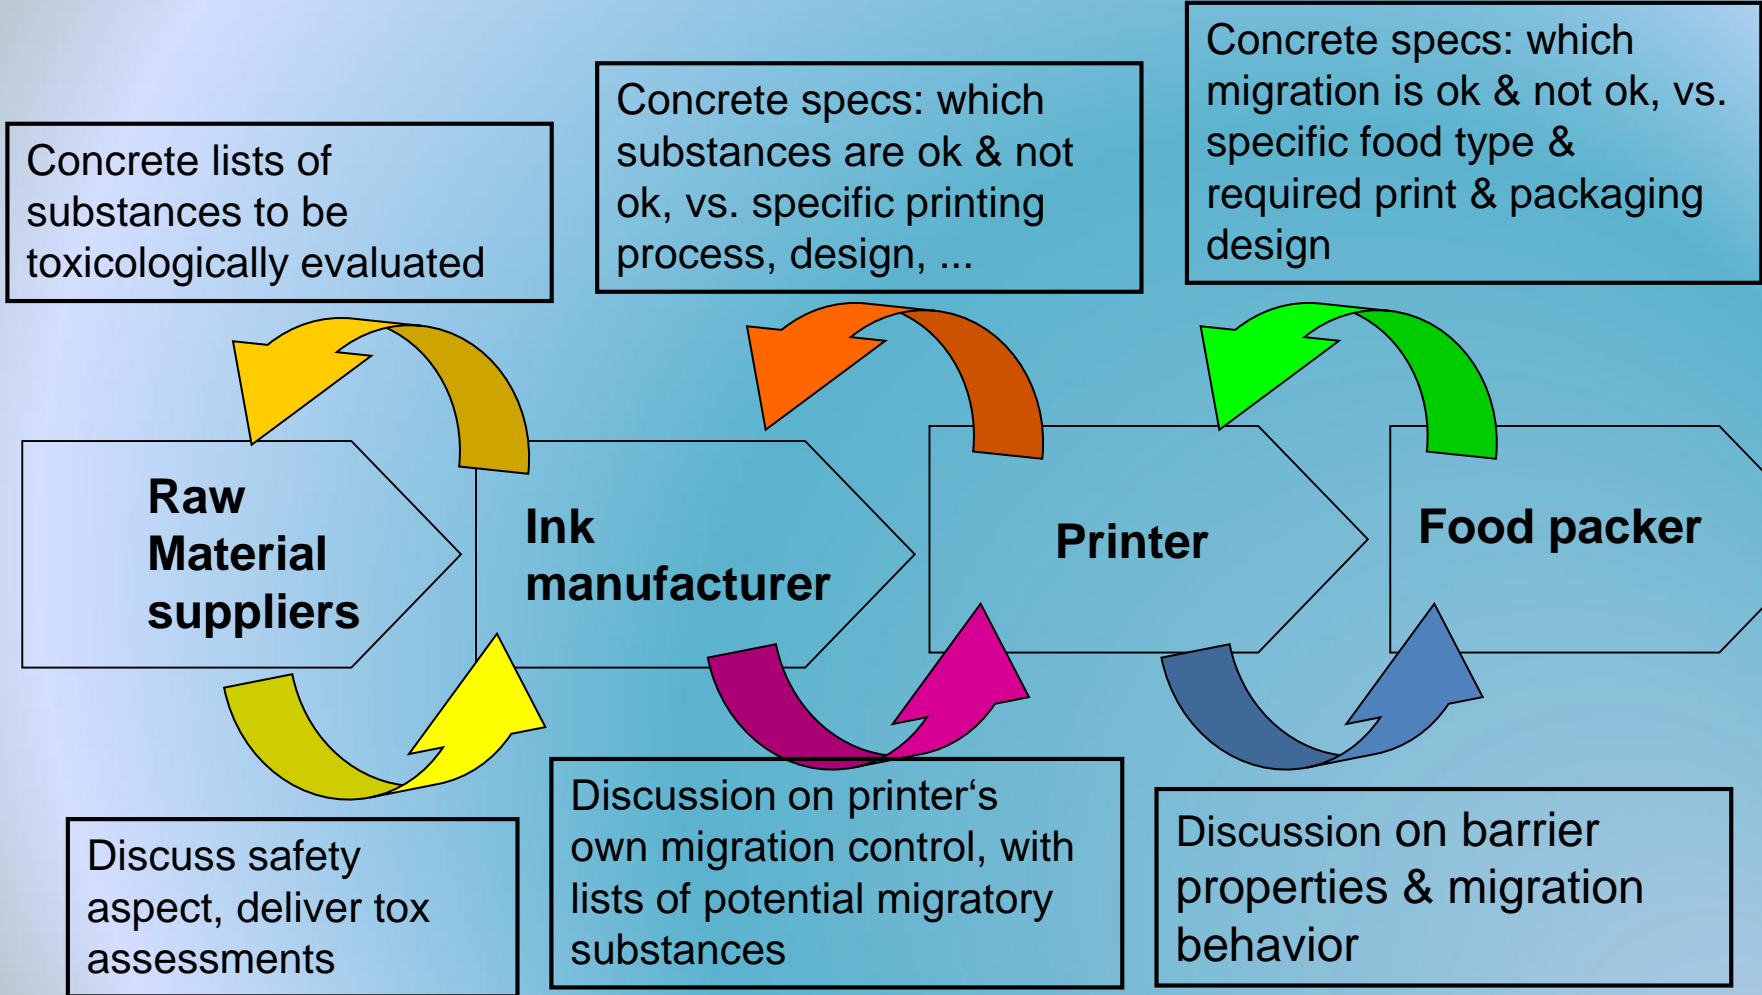 Concrete lists of
substances to be
toxicologically evaluated
Concrete specs: which
substances are ok & not
ok, vs. specific printing
process, design, ...
Concrete specs: which
migration is ok & not ok, vs.
specific food type &
required print & packaging
design
Raw
Material
suppliers
Ink
manufacturer
Printer
Food packer
Discuss safety
aspect, deliver tox
assessments
Discussion on printer‘s
own migration control, with
lists of potential migratory
substances
Discussion on barrier
properties & migration
behavior